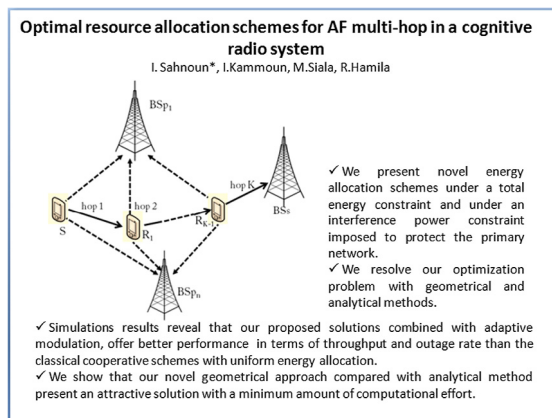 Optimal resource allocation schemes for AF multi-hop in a cognitive
radio system
I. Sahnoun*, I.Kammoun, M.Siala, R.Hamila
BSp₁
hop 1
hop 2
hop K
S
R₁
Rₖ₋₁
BSₛ
BSpₙ
✓ We present novel energy
allocation schemes under a total
energy constraint and under an
interference power constraint
imposed to protect the primary
network.
✓ We resolve our optimization
problem with geometrical and
analytical methods.
✓ Simulations results reveal that our proposed solutions combined with adaptive
modulation, offer better performance in terms of throughput and outage rate than the
classical cooperative schemes with uniform energy allocation.
✓ We show that our novel geometrical approach compared with analytical method
present an attractive solution with a minimum amount of computational effort.